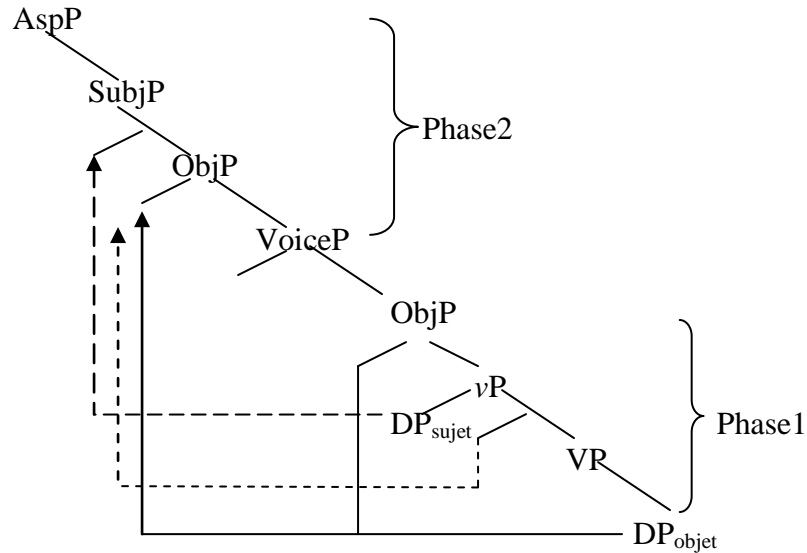 AspP
SubjP
Phase2
ObjP
VoiceP
ObjP
vP
DPsujet
Phase1
VP
DPobjet